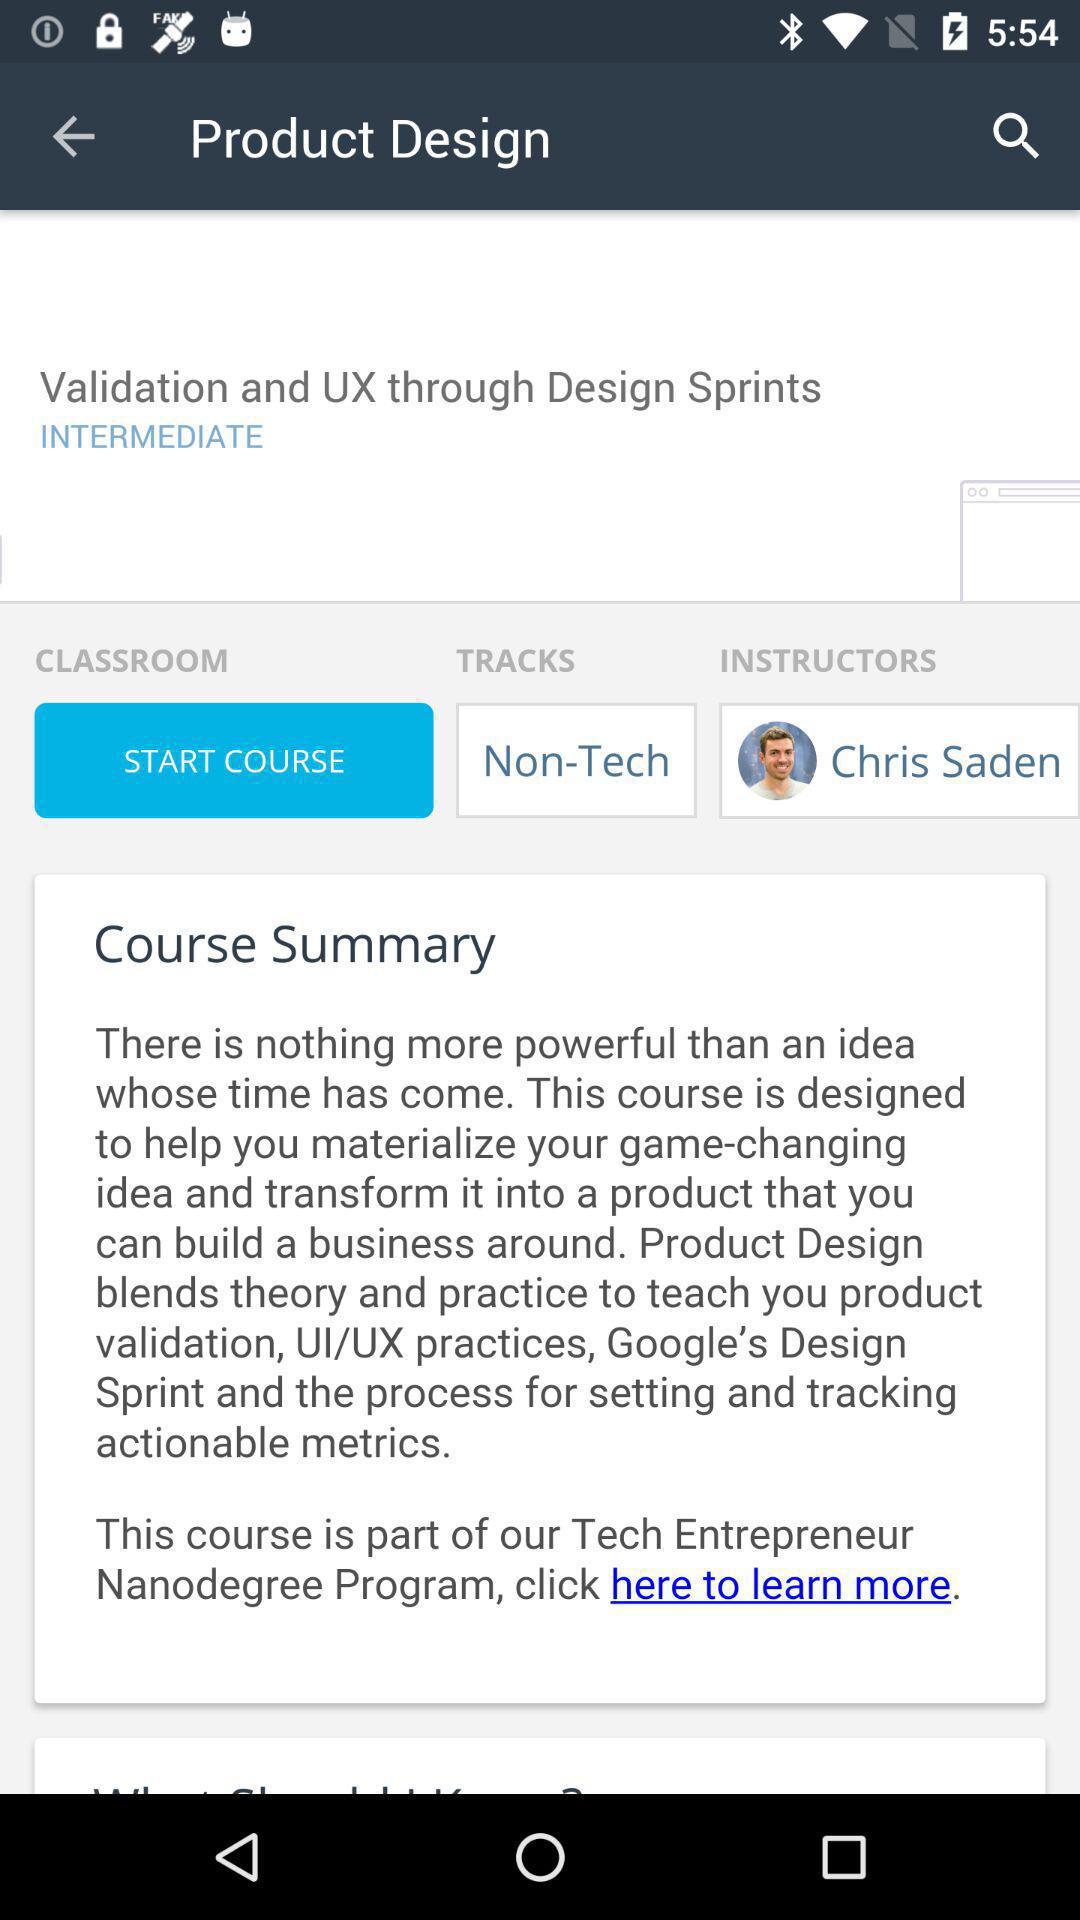 FAKE
5:54
Product Design
Validation and UX through Design Sprints
INTERMEDIATE
CLASSROOM
TRACKS
INSTRUCTORS
START COURSE
Non-Tech
Chris Saden
Course Summary
There is nothing more powerful than an idea
whose time has come. This course is designed
to help you materialize your game-changing
idea and transform it into a product that you
can build a business around. Product Design
blends theory and practice to teach you product
validation, UI/UX practices, Google’s Design
Sprint and the process for setting and tracking
actionable metrics.
This course is part of our Tech Entrepreneur
Nanodegree Program, click here to learn more.
What Should I Know?